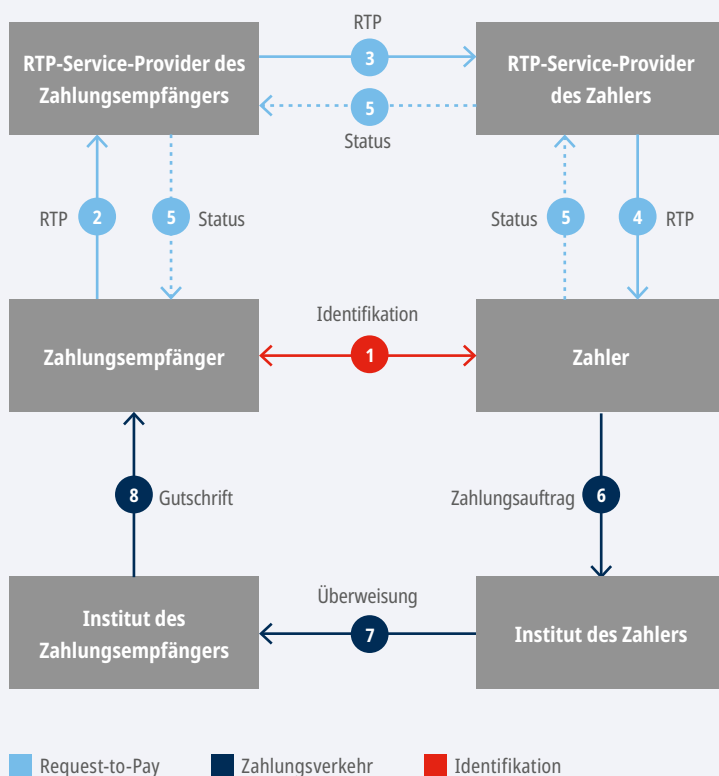 RTP
3
RTP-Service-Provider des
Zahlungsempfängers
RTP-Service-Provider
des Zahlers
5
Status
RTP
2
5
Status
Status
5
4
RTP
Identifikation
Zahlungsempfänger
1
Zahler
8
Gutschrift
Zahlungsauftrag
6
Überweisung
Institut des
Zahlungsempfängers
7
Institut des Zahlers
Request-to-Pay
Zahlungsverkehr
Identifikation